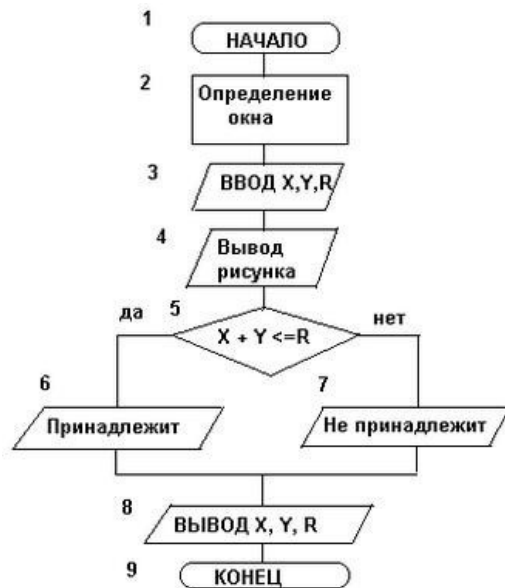 1
НАЧАЛО
2
Определение
окна
3
ВВОД X,Y,R
4
Вывод
рисунка
да
5
нет
X + Y <=R
6
7
Принадлежит
Не принадлежит
8
ВЫВОД X, Y, R
9
КОНЕЦ